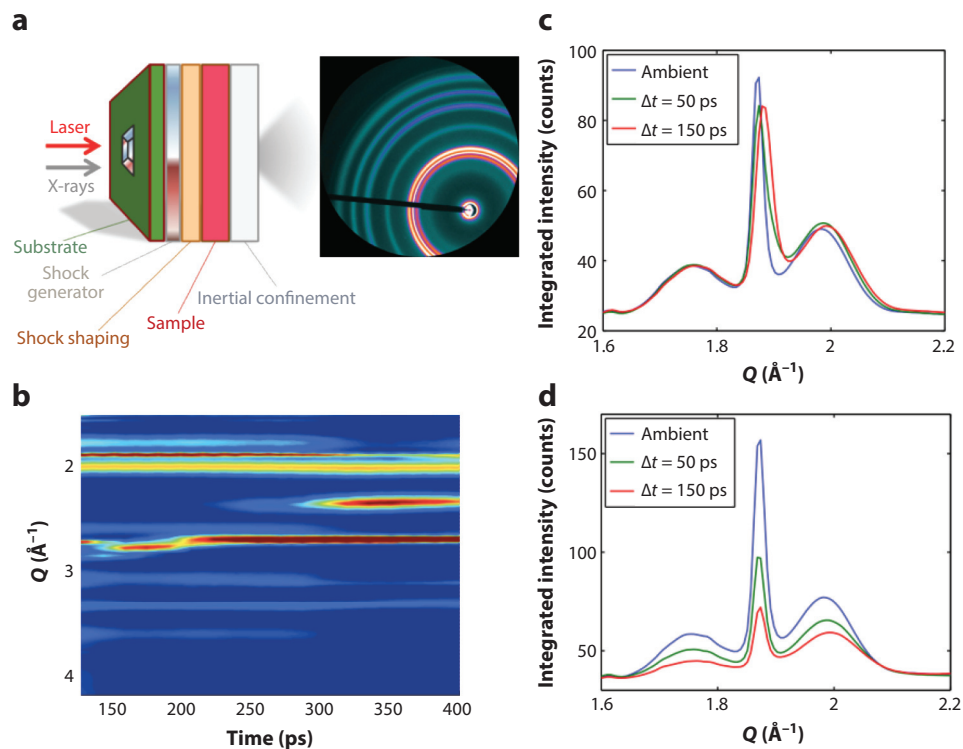 a
Laser
X-rays
Substrate
Shock
generator
Shock shaping
Sample
Inertial confinement
b
2
3
4
Q (Å⁻¹)
150
200
250
300
350
400
Time (ps)
c
100
80
60
40
20
Integrated intensity (counts)
Ambient
Δt = 50 ps
Δt = 150 ps
1.6
1.8
2
2.2
Q (Å⁻¹)
d
150
100
50
Integrated intensity (counts)
Ambient
Δt = 50 ps
Δt = 150 ps
1.6
1.8
2
2.2
Q (Å⁻¹)